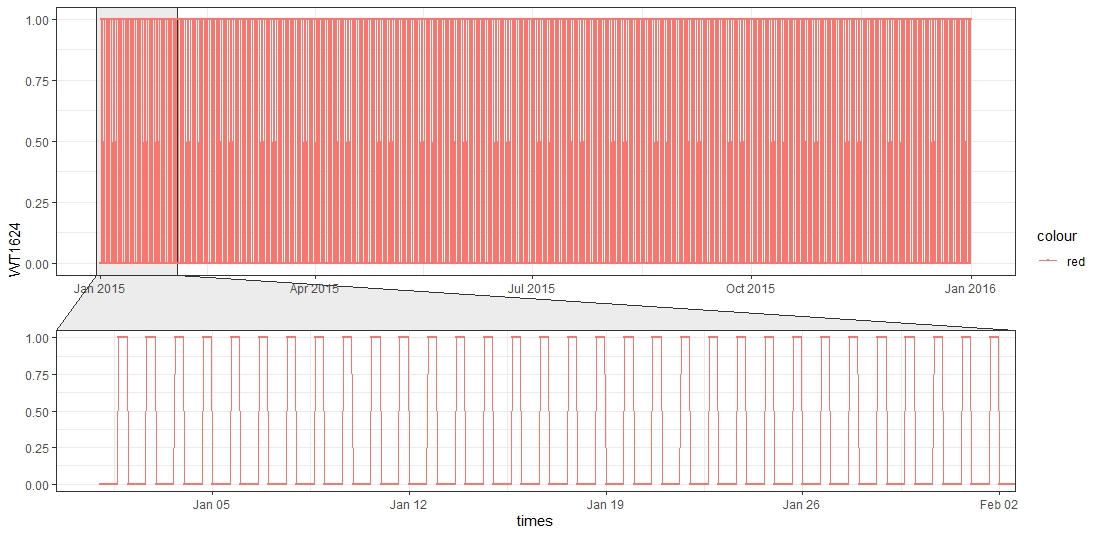 1.00
0.75
0.50
0.25
0.00
WT1624
Jan 2015
Apr 2015
Jul 2015
Oct 2015
Jan 2016
colour
red
1.00
0.75
0.50
0.25
0.00
Jan 05
Jan 12
Jan 19
Jan 26
Feb 02
times